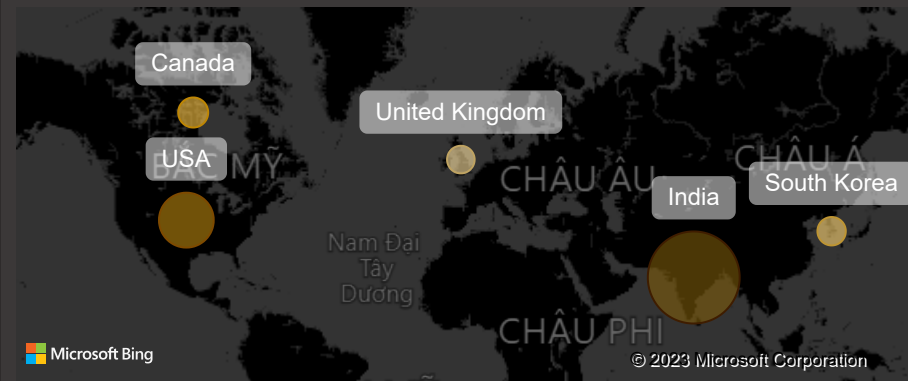 Canada
United Kingdom
USA
BẮC MỸ
CHÂU Á
CHÂU ÂU
India
South Korea
Nam Đại
Tây
Dương
CHÂU PHI
Microsoft Bing
© 2023 Microsoft Corporation